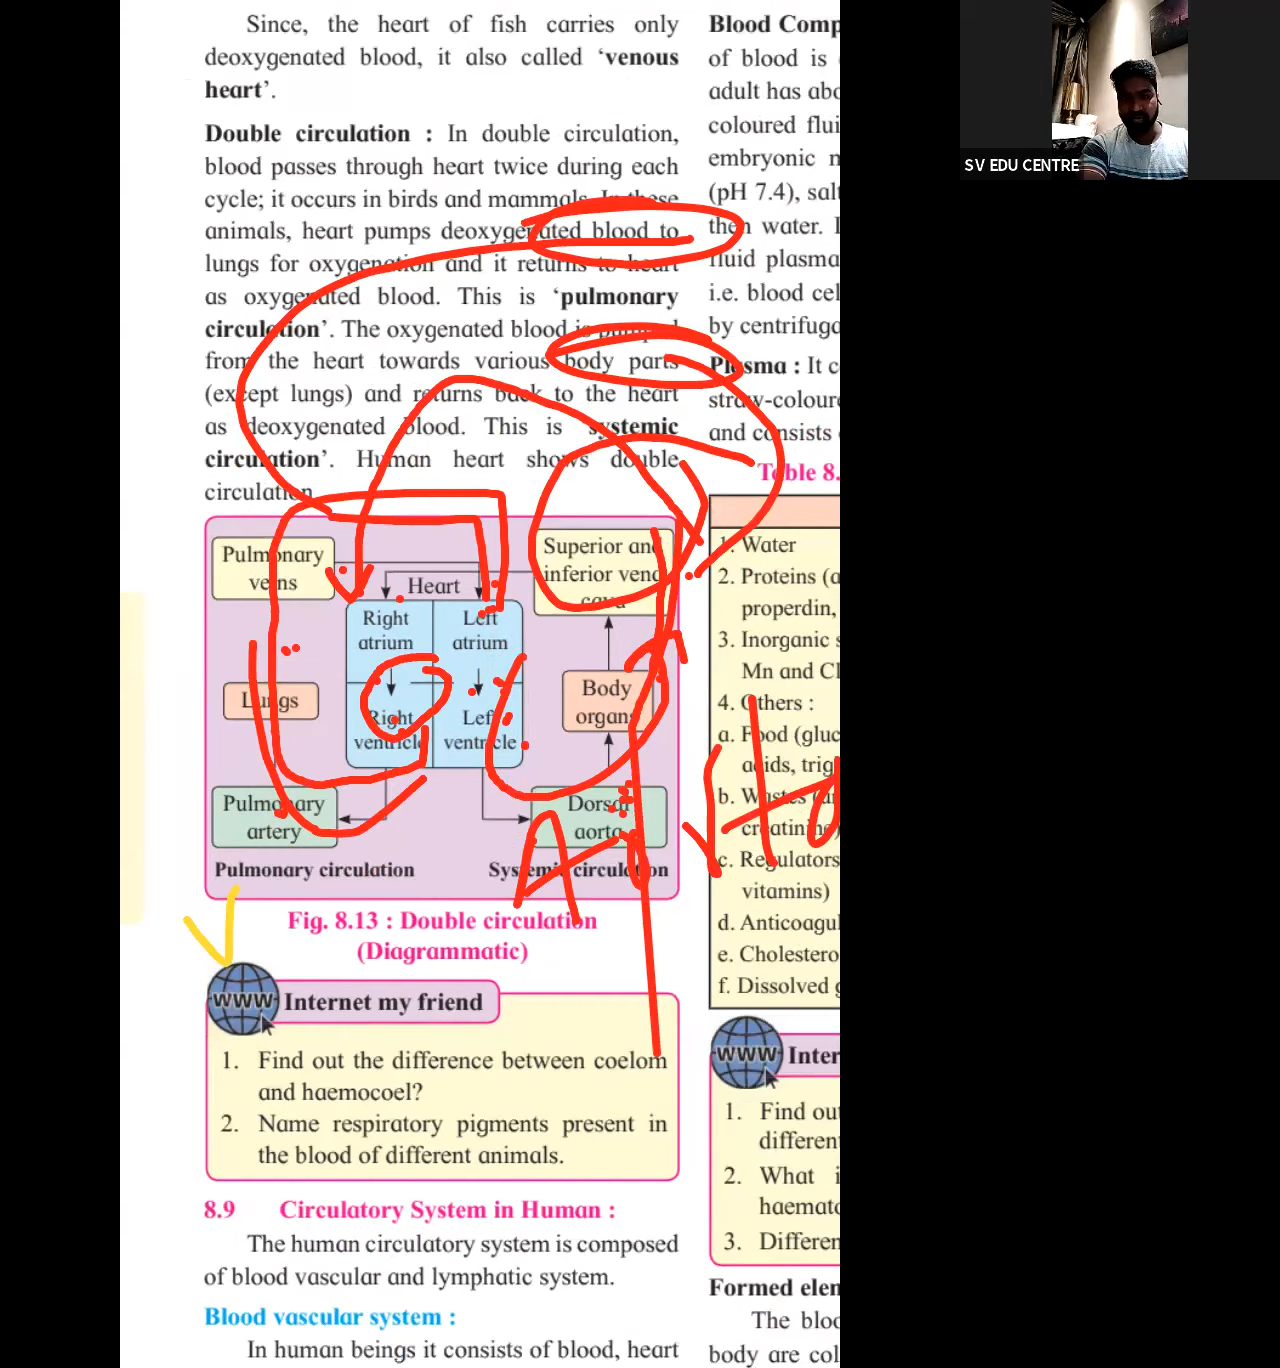 Since, the heart of fish carries only
deoxygenated blood, it also called ‘venous
heart’.
Double circulation : In double circulation,
blood passes through heart twice during each
cycle; it occurs in birds and mammals. In these
animals, heart pumps deoxygenated blood to
lungs for oxygenation and it returns to heart
as oxygenated blood. This is ‘pulmonary
circulation’. The oxygenated blood is pumped
from the heart towards various body parts
(except lungs) and returns back to the heart
as deoxygenated blood. This is systemic
circulation’. Human heart shows double
circulation
Pulmonary
veins
Heart
Superior and
inferior vena
cava
Right
atrium
Left
atrium
Lungs
Body
organs
Right
ventricle
Left
ventricle
Pulmonary
artery
Dorsal
aorta
Pulmonary circulation
Systemic circulation
Fig. 8.13 : Double circulation
(Diagrammatic)
www
Internet my friend
1. Find out the difference between coelom
and haemocoel?
2. Name respiratory pigments present in
the blood of different animals.
8.9 Circulatory System in Human :
The human circulatory system is composed
of blood vascular and lymphatic system.
Blood vascular system :
In human beings it consists of blood, heart
Blood Comp
of blood is
adult has abo
coloured flui
embryonic m
(pH 7.4), salt
then water. I
fluid plasma
i.e. blood cel
by centrifuga
Plasma : It c
straw-coloure
and consists
Table 8.
1. Water
2. Proteins (a
properdin,
3. Inorganic s
Mn and Cl
4. Others :
a. Food (gluc
acids, trig
b. Wastes (ur
creatinine)
c. Regulators
vitamins)
d. Anticoagul
e. Cholestero
f. Dissolved g
www
Inter
1. Find out
different
2. What i
haemato
3. Differen
Formed elen
The bloo
body are col
SV EDU CENTRE